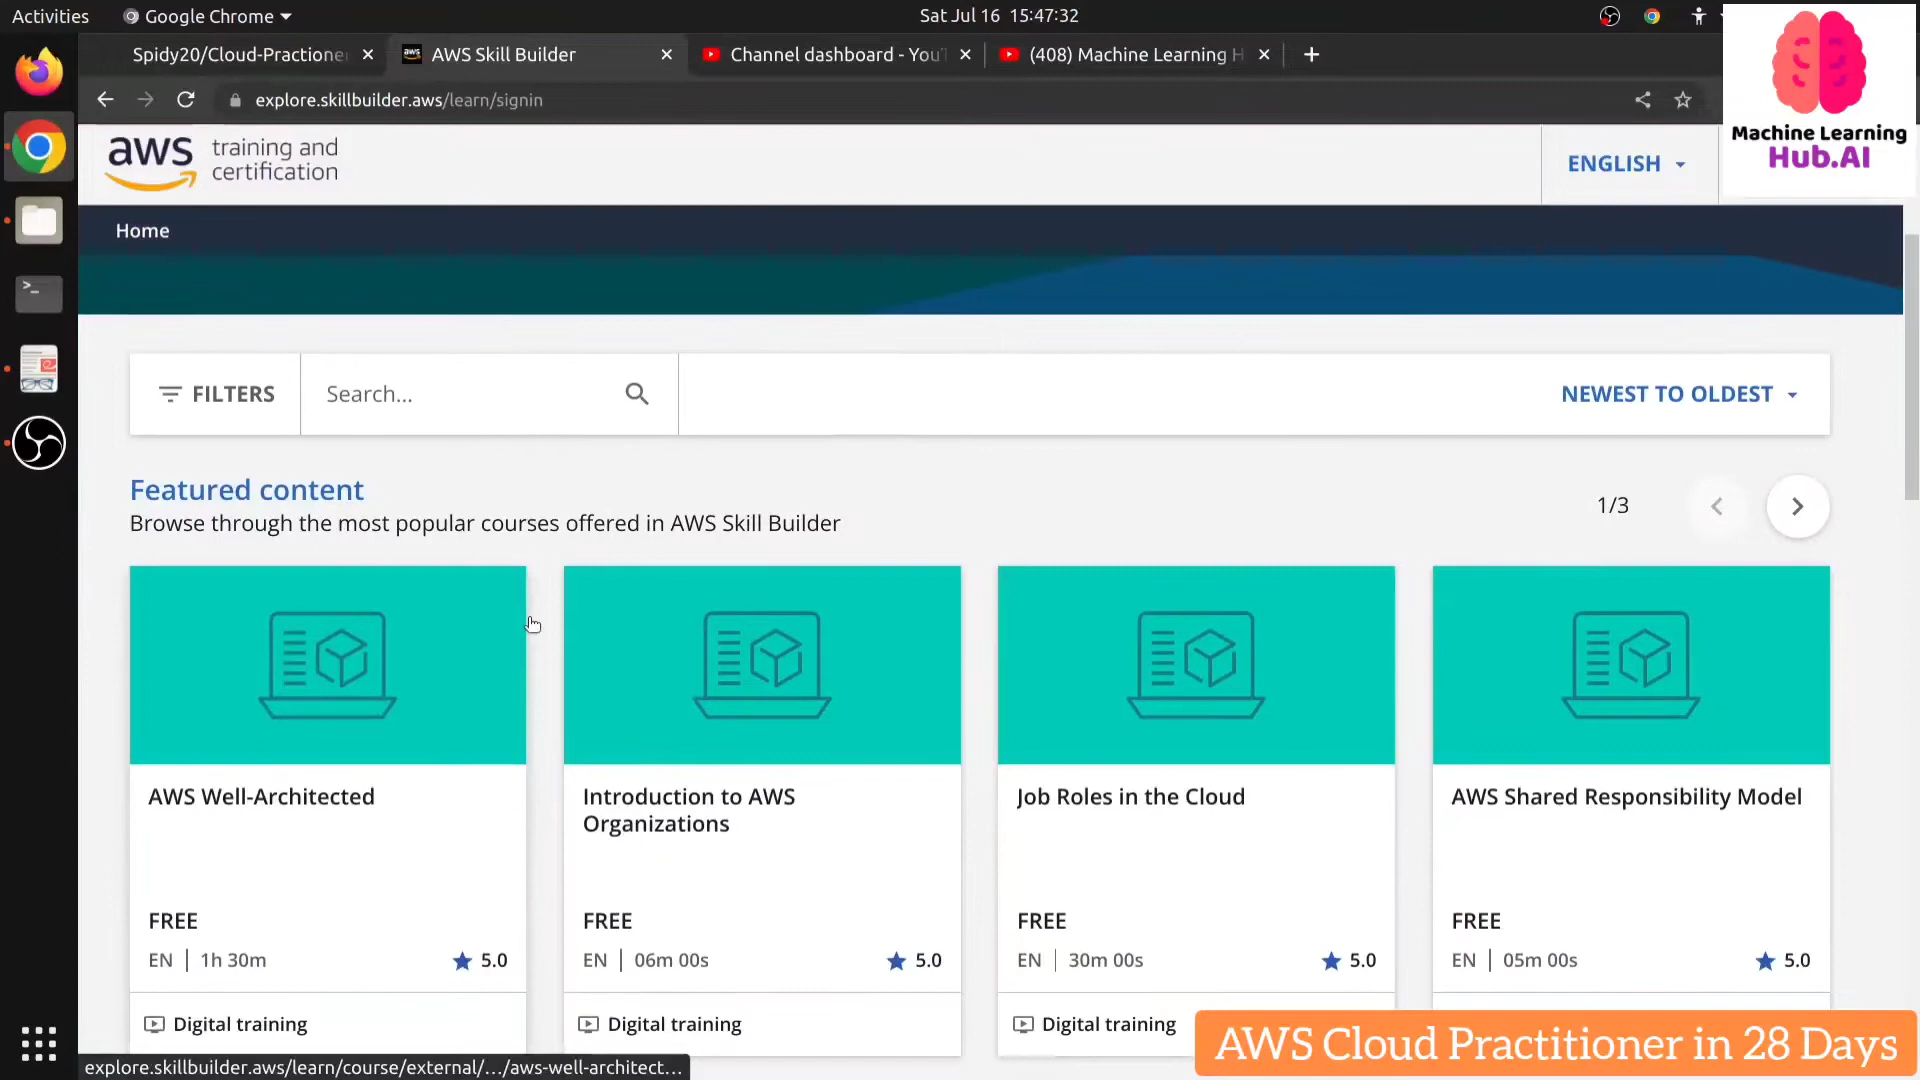 Activities
Google Chrome
Sat Jul 16 15:47:32
Spidy20/Cloud-Practione
AWS Skill Builder
Channel dashboard - You
(408) Machine Learning H
explore.skillbuilder.aws/learn/signin
Machine Learning
Hub.AI
aws training and
certification
ENGLISH
Home
FILTERS
Search...
NEWEST TO OLDEST
Featured content
Browse through the most popular courses offered in AWS Skill Builder
1/3
AWS Well-Architected
FREE
EN | 1h 30m
5.0
Digital training
Introduction to AWS
Organizations
FREE
EN | 06m 00s
5.0
Digital training
Job Roles in the Cloud
FREE
EN | 30m 00s
5.0
Digital training
AWS Shared Responsibility Model
FREE
EN | 05m 00s
5.0
AWS Cloud Practitioner in 28 Days
explore.skillbuilder.aws/learn/course/external/.../aws-well-architect...